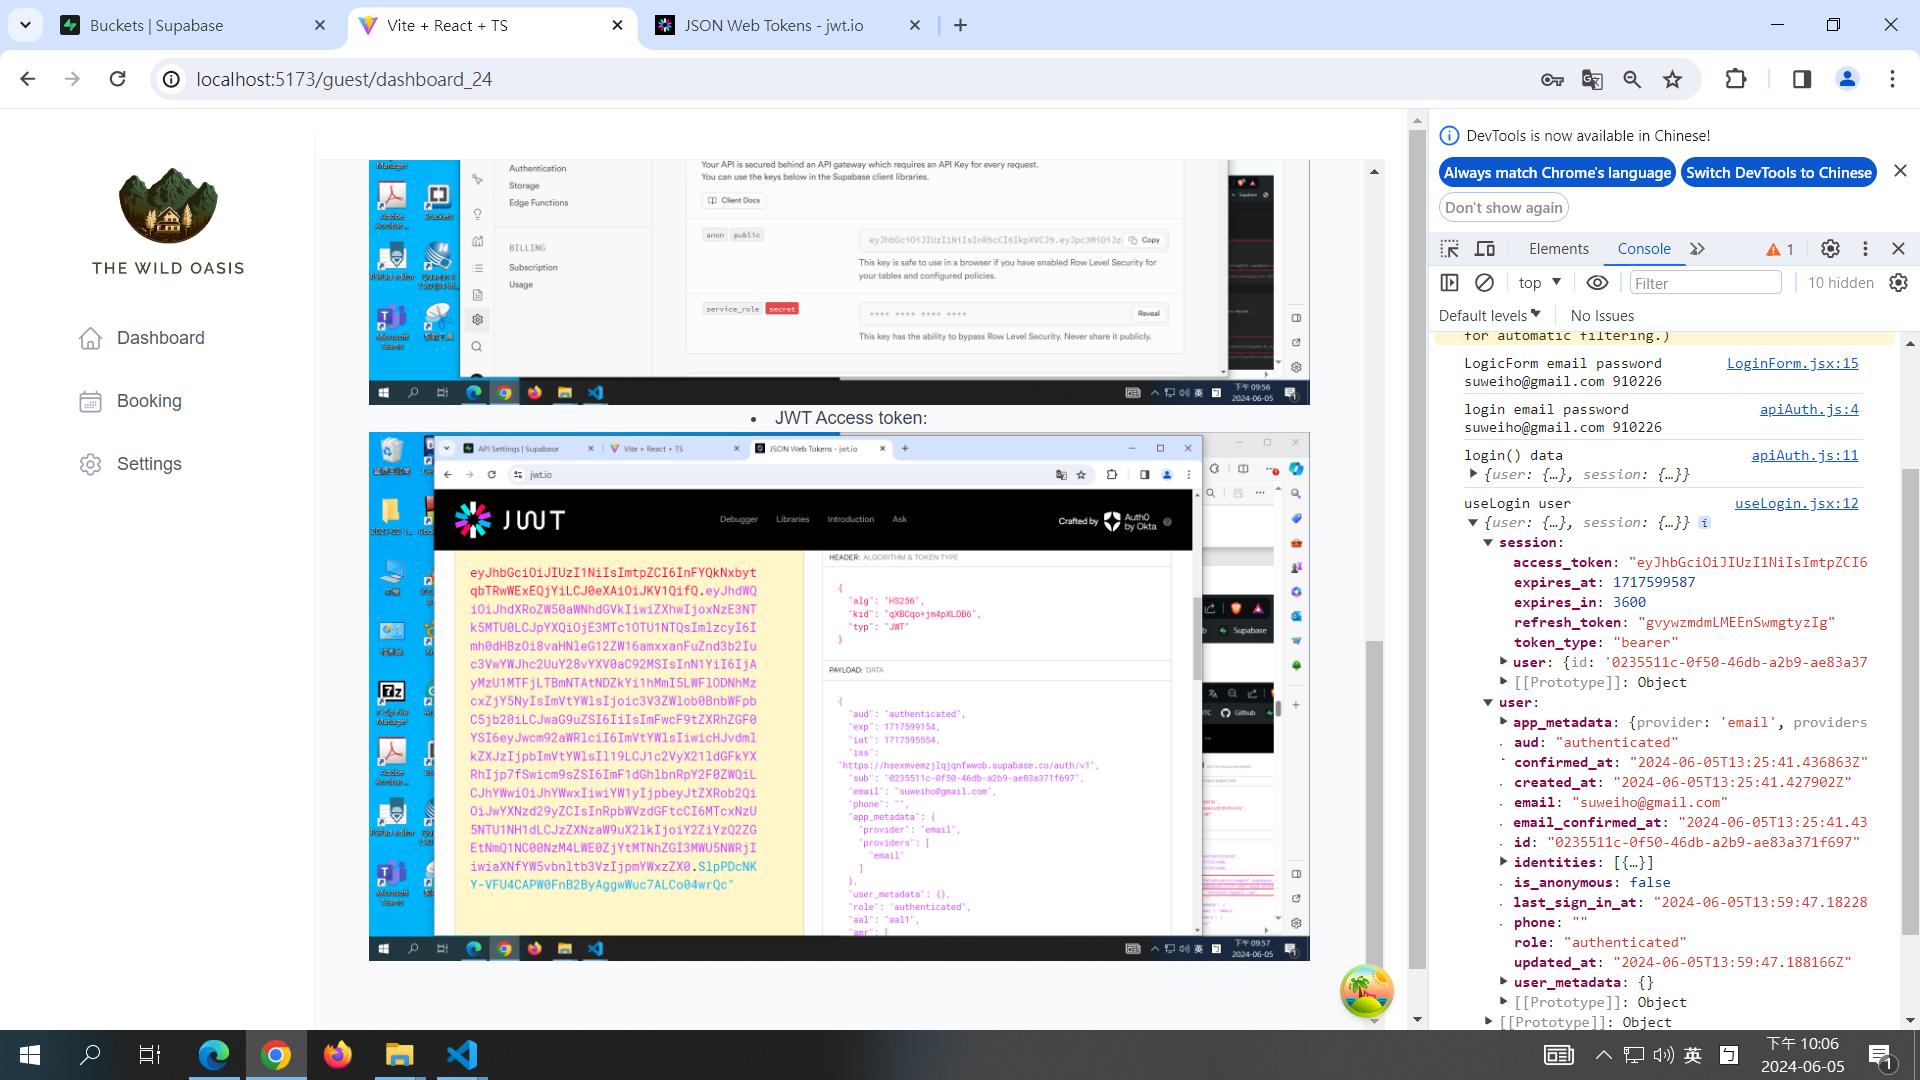 Buckets | Supabase
Vite + React + TS
JSON Web Tokens - jwt.io
localhost:5173/guest/dashboard_24
THE WILD OASIS
Dashboard
Booking
Settings
Authentication
Storage
Edge Functions
BILLING
Subscription
Usage
Your API is secured behind an API gateway which requires an API Key for every request.
You can use the keys below in the Supabase client libraries.
Client Docs
anon public
Copy
This key is safe to use in a browser if you have enabled Row Level Security for
your tables and configured policies.
service_role secret
**** **** **** ****
Reveal
This key has the ability to bypass Row Level Security. Never share it publicly.
下午 09:56
2024-06-05
• JWT Access token:
API Settings | Supabase
Vite + React + TS
JSON Web Tokens - jwt.io
jwt.io
JWT
Debugger
Libraries
Introduction
Ask
Crafted by
Auth0
by Okta
HEADER: ALGORITHM & TOKEN TYPE
{
"alg": "HS256",
"kid": "qXBCqo+jm4pXLDB6",
"typ": "JWT"
}
PAYLOAD: DATA
{
"aud": "authenticated",
"exp": 1717599154,
"iat": 1717595554,
"iss":
"https://hsexmvemzjlqjqnfwwob.supabase.co/auth/v1",
"sub": "0235511c-0f50-46db-a2b9-ae83a371f697",
"email": "suweiho@gmail.com",
"phone": "",
"app_metadata": {
"provider": "email",
"providers": [
"email"
]
},
"user_metadata": {},
"role": "authenticated",
"aal": "aal1",
"amr": [
下午 09:57
2024-06-05
DevTools is now available in Chinese!
Always match Chrome's language
Switch DevTools to Chinese
Don't show again
Elements
Console
1
top
Filter
10 hidden
Default levels
No Issues
for automatic filtering.)
LogicForm email password LoginForm.jsx:15
suweiho@gmail.com 910226
login email password apiAuth.js:4
suweiho@gmail.com 910226
login() data apiAuth.js:11
{user: {…}, session: {…}}
useLogin user useLogin.jsx:12
{user: {…}, session: {…}} i
session:
access_token: "eyJhbGciOiJIUzI1NiIsImtpZCI6
expires_at: 1717599587
expires_in: 3600
refresh_token: "gvywzmdmLMEEnSwmgtyzIg"
token_type: "bearer"
user: {id: '0235511c-0f50-46db-a2b9-ae83a37
[[Prototype]]: Object
user:
app_metadata: {provider: 'email', providers
aud: "authenticated"
confirmed_at: "2024-06-05T13:25:41.436863Z"
created_at: "2024-06-05T13:25:41.427902Z"
email: "suweiho@gmail.com"
email_confirmed_at: "2024-06-05T13:25:41.43
id: "0235511c-0f50-46db-a2b9-ae83a371f697"
identities: [{…}]
is_anonymous: false
last_sign_in_at: "2024-06-05T13:59:47.18228
phone: ""
role: "authenticated"
updated_at: "2024-06-05T13:59:47.188166Z"
user_metadata: {}
[[Prototype]]: Object
[[Prototype]]: Object
英
下午 10:06
2024-06-05
1